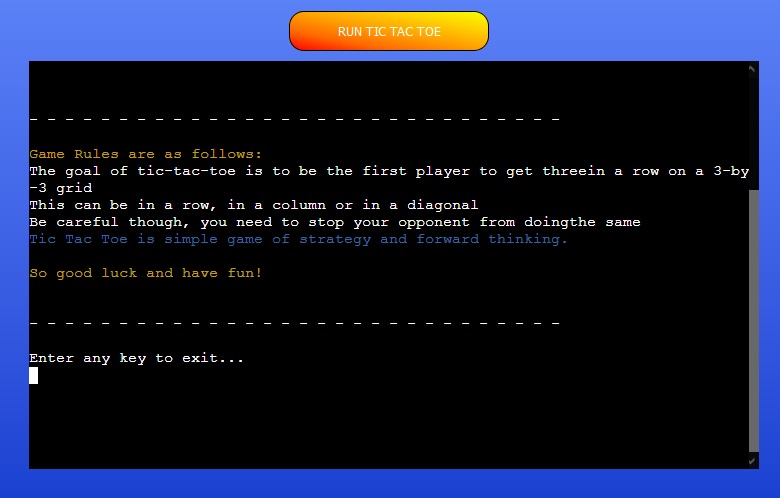 RUN TIC TAC TOE
_ _ _ _ _ _ _ _ _ _ _ _ _ _ _ _ _ _ _ _ _ _ _ _ _ _ _ _ _ _
Game Rules are as follows:
The goal of tic-tac-toe is to be the first player to get threein a row on a 3-by
-3 grid
This can be in a row, in a column or in a diagonal
Be careful though, you need to stop your opponent from doingthe same
Tic Tac Toe is simple game of strategy and forward thinking.
So good luck and have fun!
_ _ _ _ _ _ _ _ _ _ _ _ _ _ _ _ _ _ _ _ _ _ _ _ _ _ _ _ _ _
Enter any key to exit...